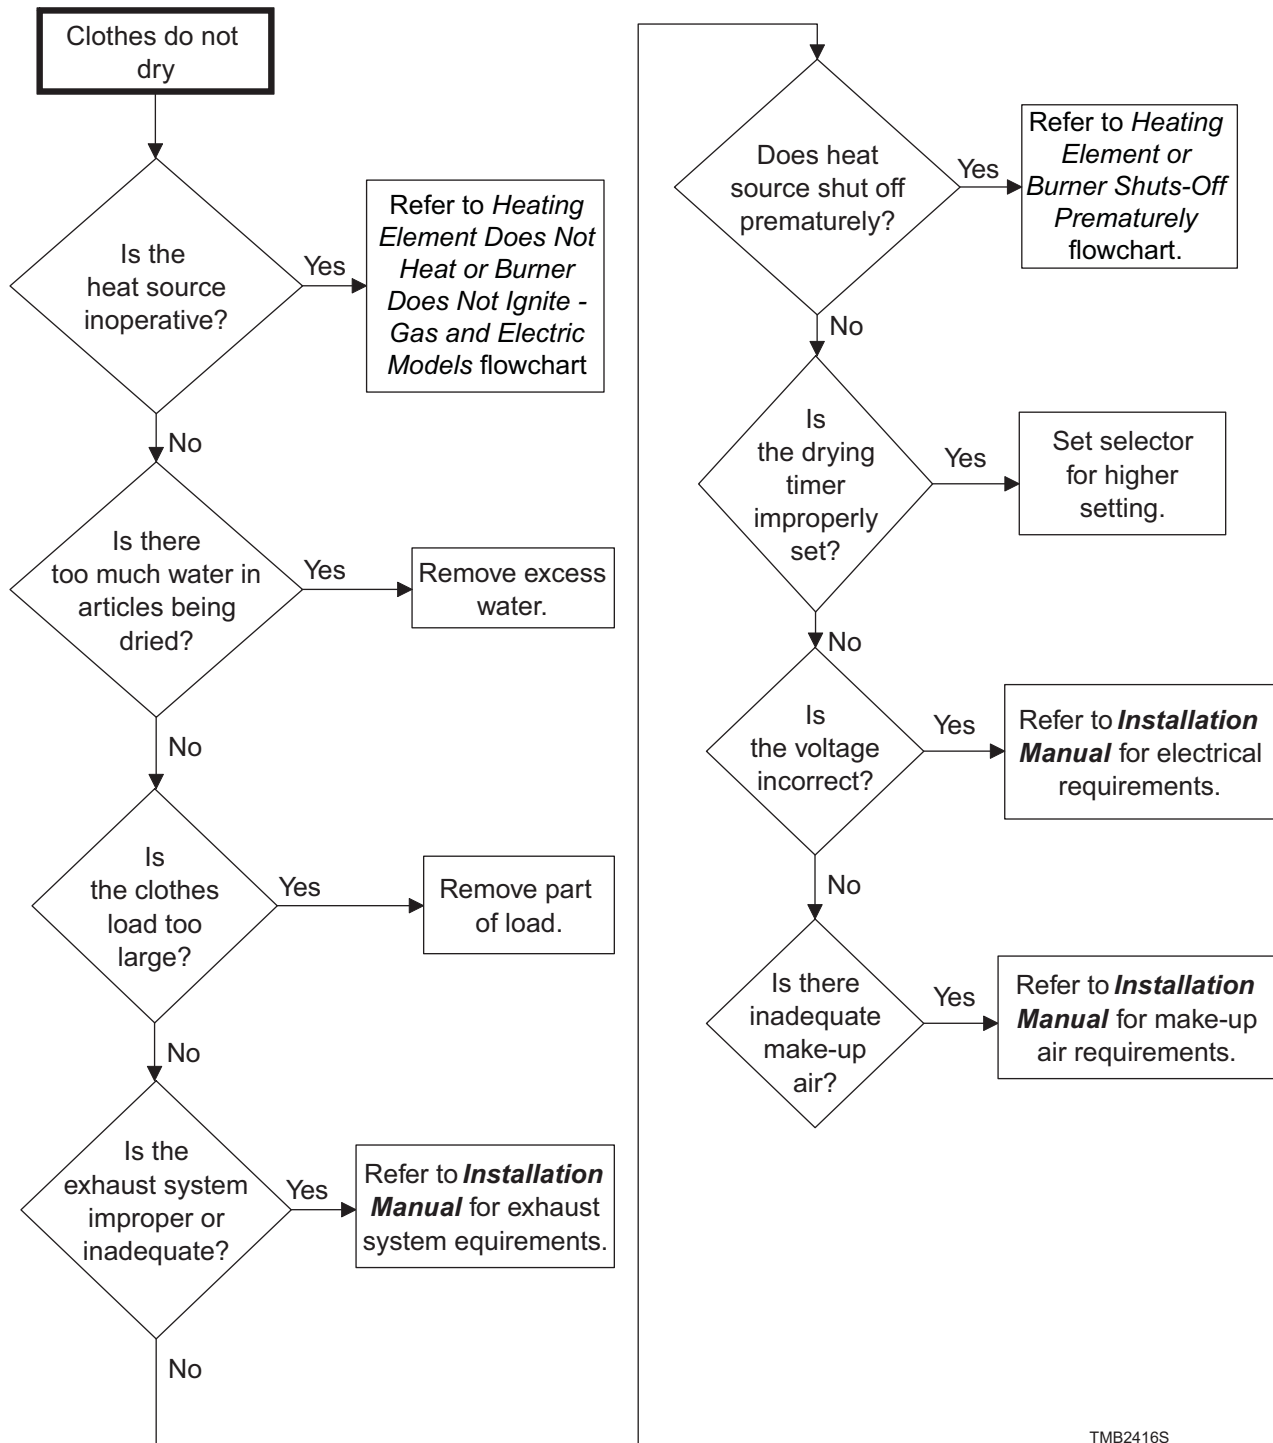 Clothes do not
dry
Is the
heat source
inoperative?
Yes
Refer to Heating
Element Does Not
Heat or Burner
Does Not Ignite -
Gas and Electric
Models flowchart
No
Is there
too much water in
articles being
dried?
Yes
Remove excess
water.
No
Is
the clothes
load too
large?
Yes
Remove part
of load.
No
Is the
exhaust system
improper or
inadequate?
Yes
Refer to Installation
Manual for exhaust
system equirements.
No
Does heat
source shut off
prematurely?
Yes
Refer to Heating
Element or
Burner Shuts-Off
Prematurely
flowchart.
No
Is
the drying
timer
improperly
set?
Yes
Set selector
for higher
setting.
No
Is
the voltage
incorrect?
Yes
Refer to Installation
Manual for electrical
requirements.
No
Is there
inadequate
make-up
air?
Yes
Refer to Installation
Manual for make-up
air requirements.
TMB2416S